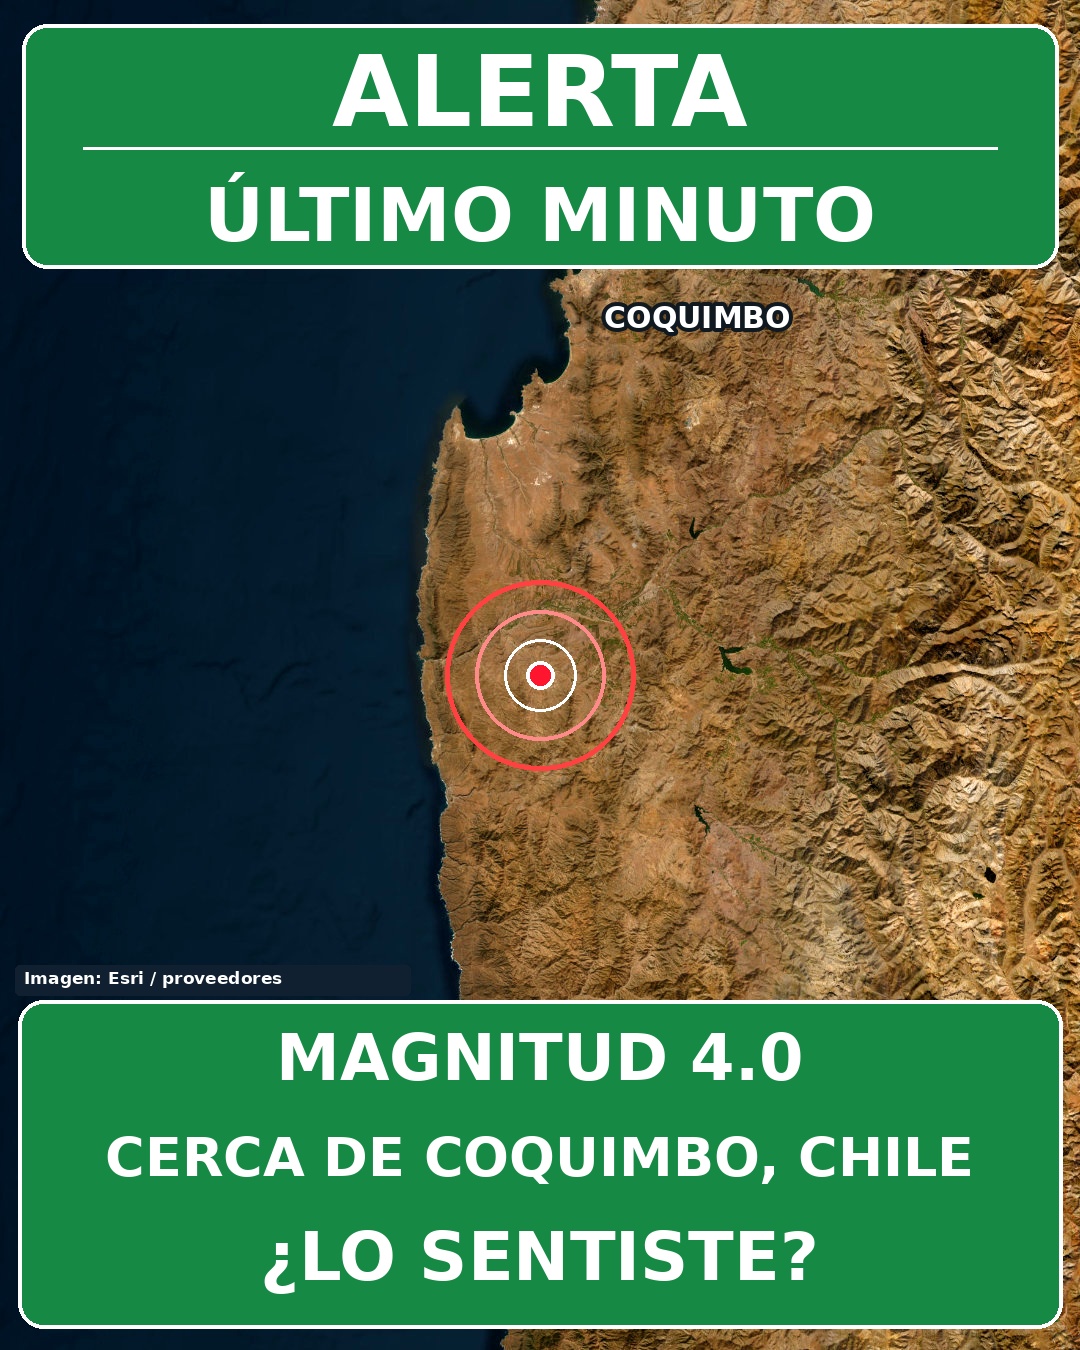 ALERTA
ÚLTIMO MINUTO
COQUIMBO
Imagen: Esri / proveedores
MAGNITUD 4.0
CERCA DE COQUIMBO, CHILE
¿LO SENTISTE?